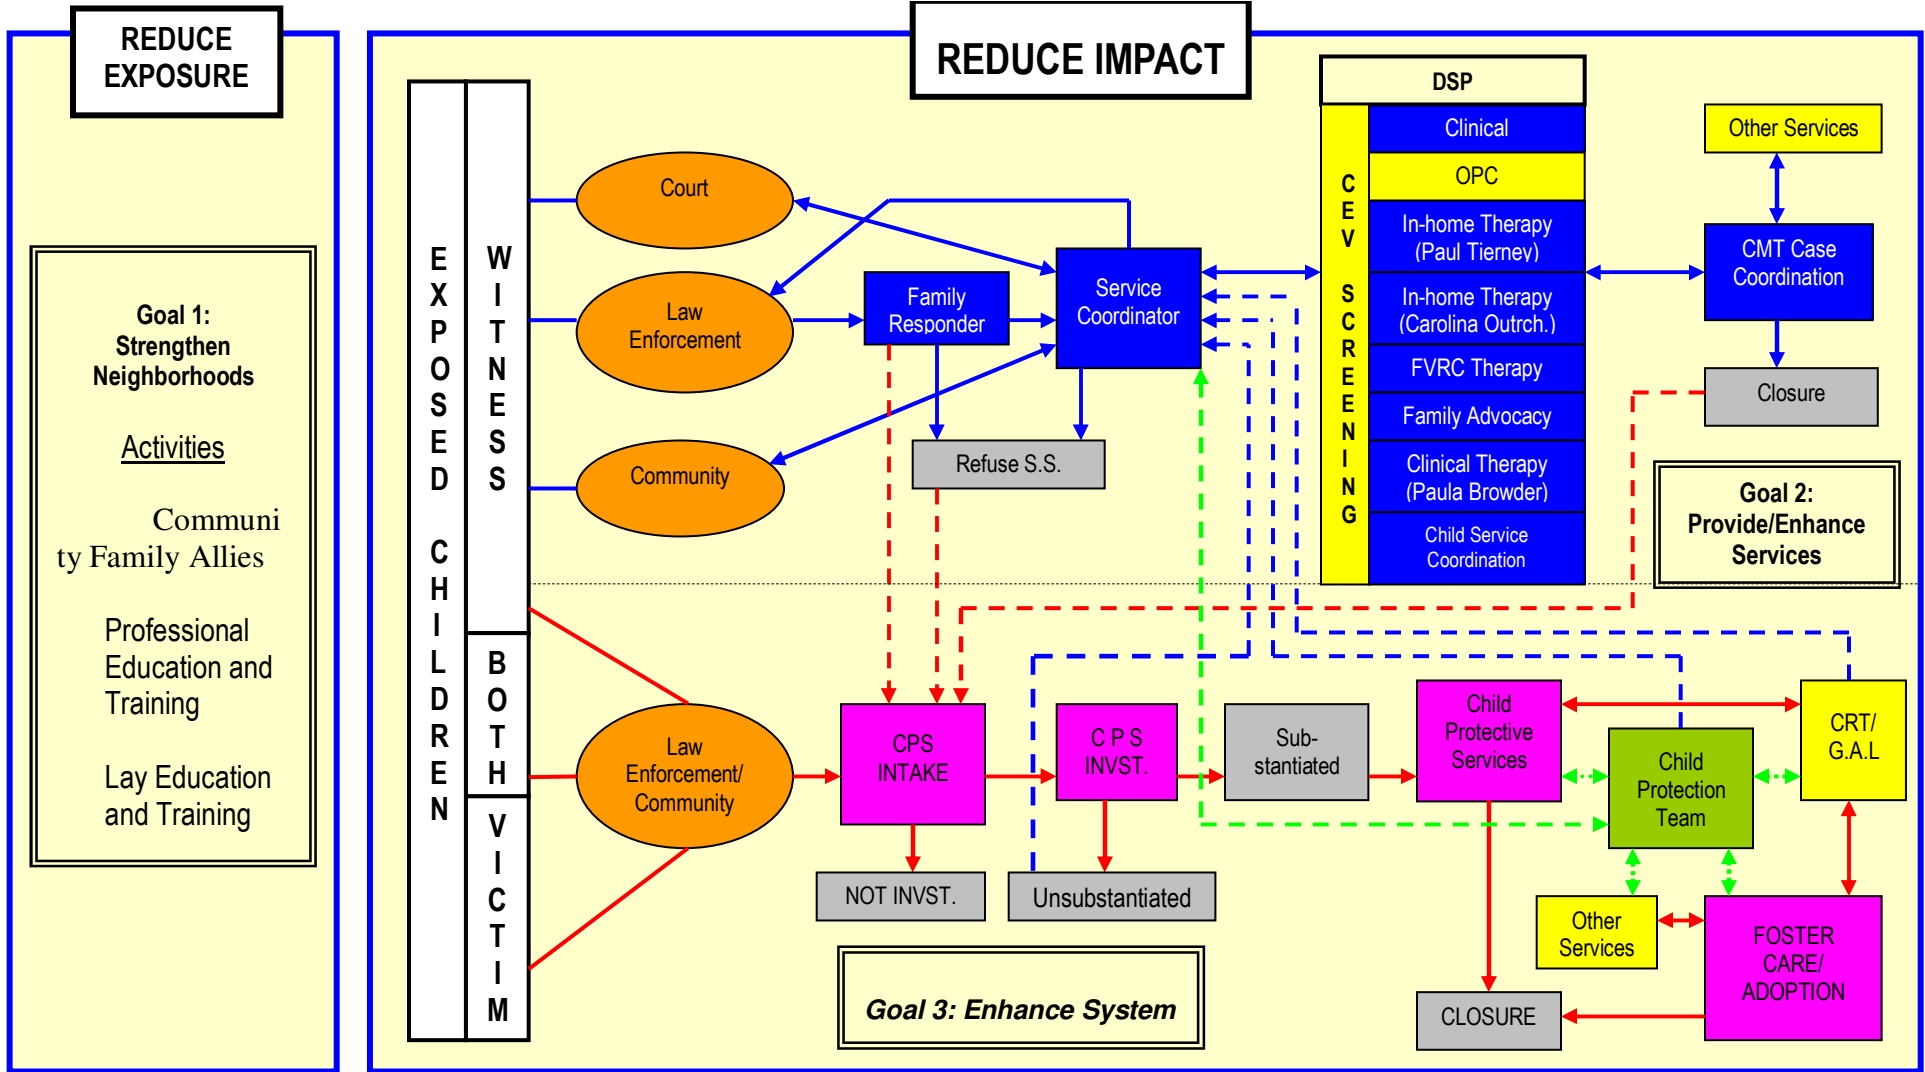 REDUCE
EXPOSURE
Goal 1:
Strengthen
Neighborhoods
Activities
Communi
ty Family Allies
Professional
Education and
Training
Lay Education
and Training
REDUCE IMPACT
EXPOSED CHILDREN
WITNESS
BOTH
VICTIM
Court
Law
Enforcement
Community
Family
Responder
Service
Coordinator
Refuse S.S.
DSP
CEV SCREENING
Clinical
OPC
In-home Therapy
(Paul Tierney)
In-home Therapy
(Carolina Outrch.)
FVRC Therapy
Family Advocacy
Clinical Therapy
(Paula Browder)
Child Service
Coordination
Other Services
CMT Case
Coordination
Closure
Goal 2:
Provide/Enhance
Services
Law
Enforcement/
Community
CPS
INTAKE
C P S
INVST.
Sub-
stantiated
Child
Protective
Services
Child
Protection
Team
CRT/
G.A.L
NOT INVST.
Unsubstantiated
Other
Services
FOSTER
CARE/
ADOPTION
CLOSURE
Goal 3: Enhance System